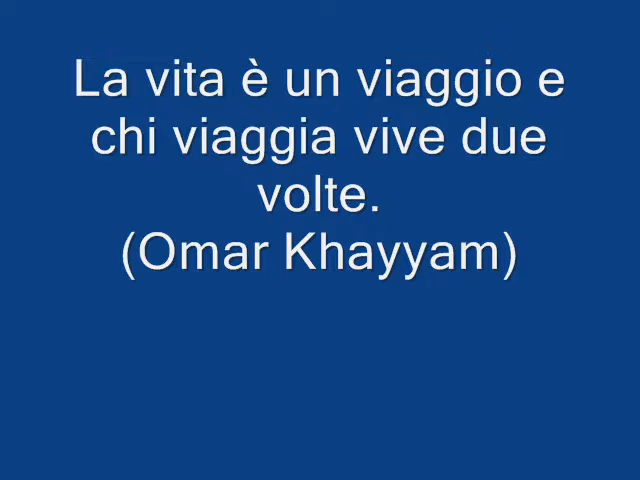 La vita è un viaggio e
chi viaggia vive due
volte.
(Omar Khayyam)